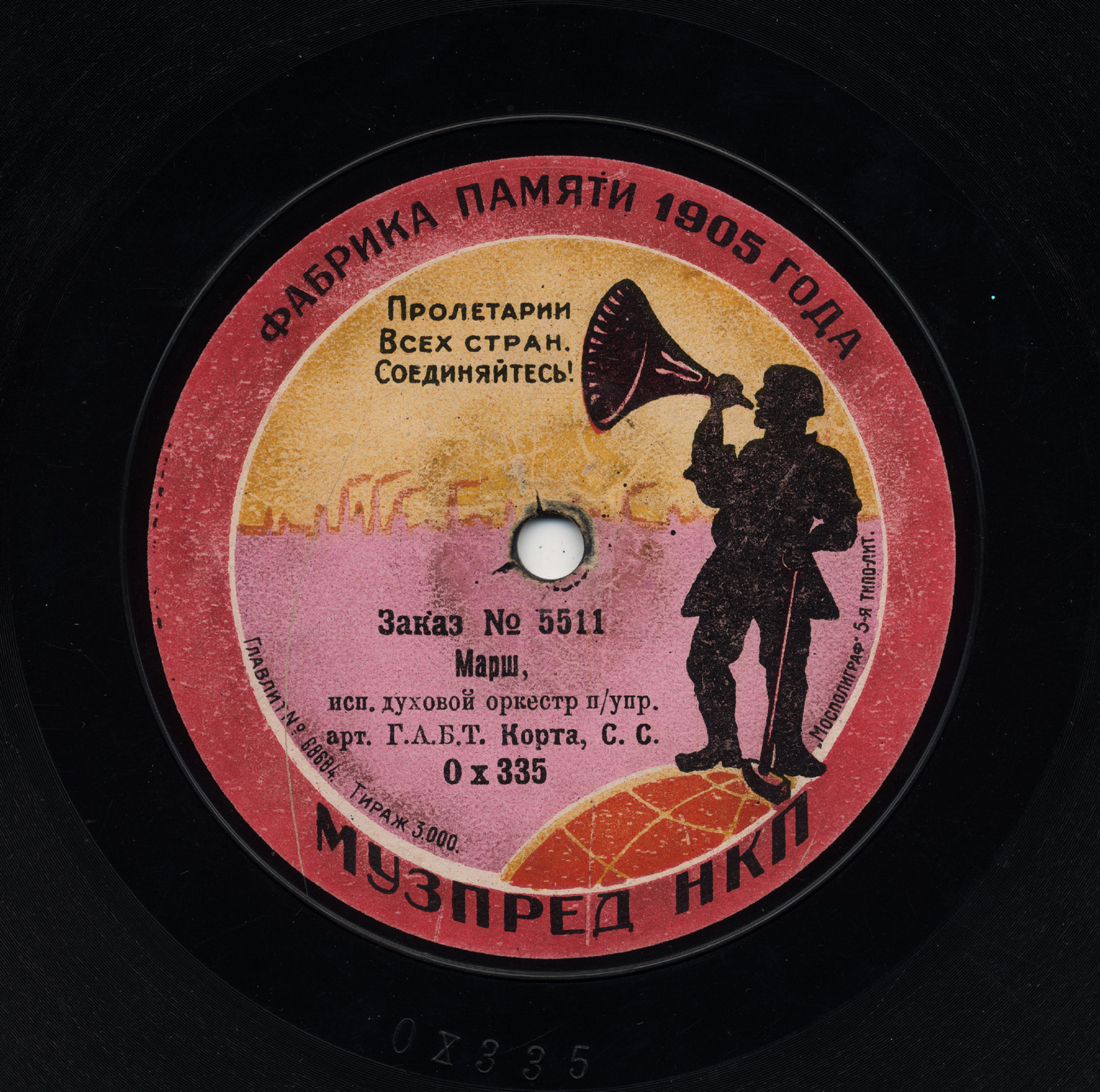 ФАБРИКА ПАМЯТИ 1905 ГОДА
ПРОЛЕТАРИИ
ВСЕХ СТРАН.
СОЕДИНЯЙТЕСЬ!
Заказ № 5511
Марш,
исп. духовой оркестр п/упр.
арт. Г.А.Б.Т. Корта, С. С.
О х 335
ГЛАВЛИТ № 68684. ТИРАЖ 3.000.
„МОСПОЛИГРАФ" 5-Я ТИПО-ЛИТ.
МУЗПРЕД НКП
0X335